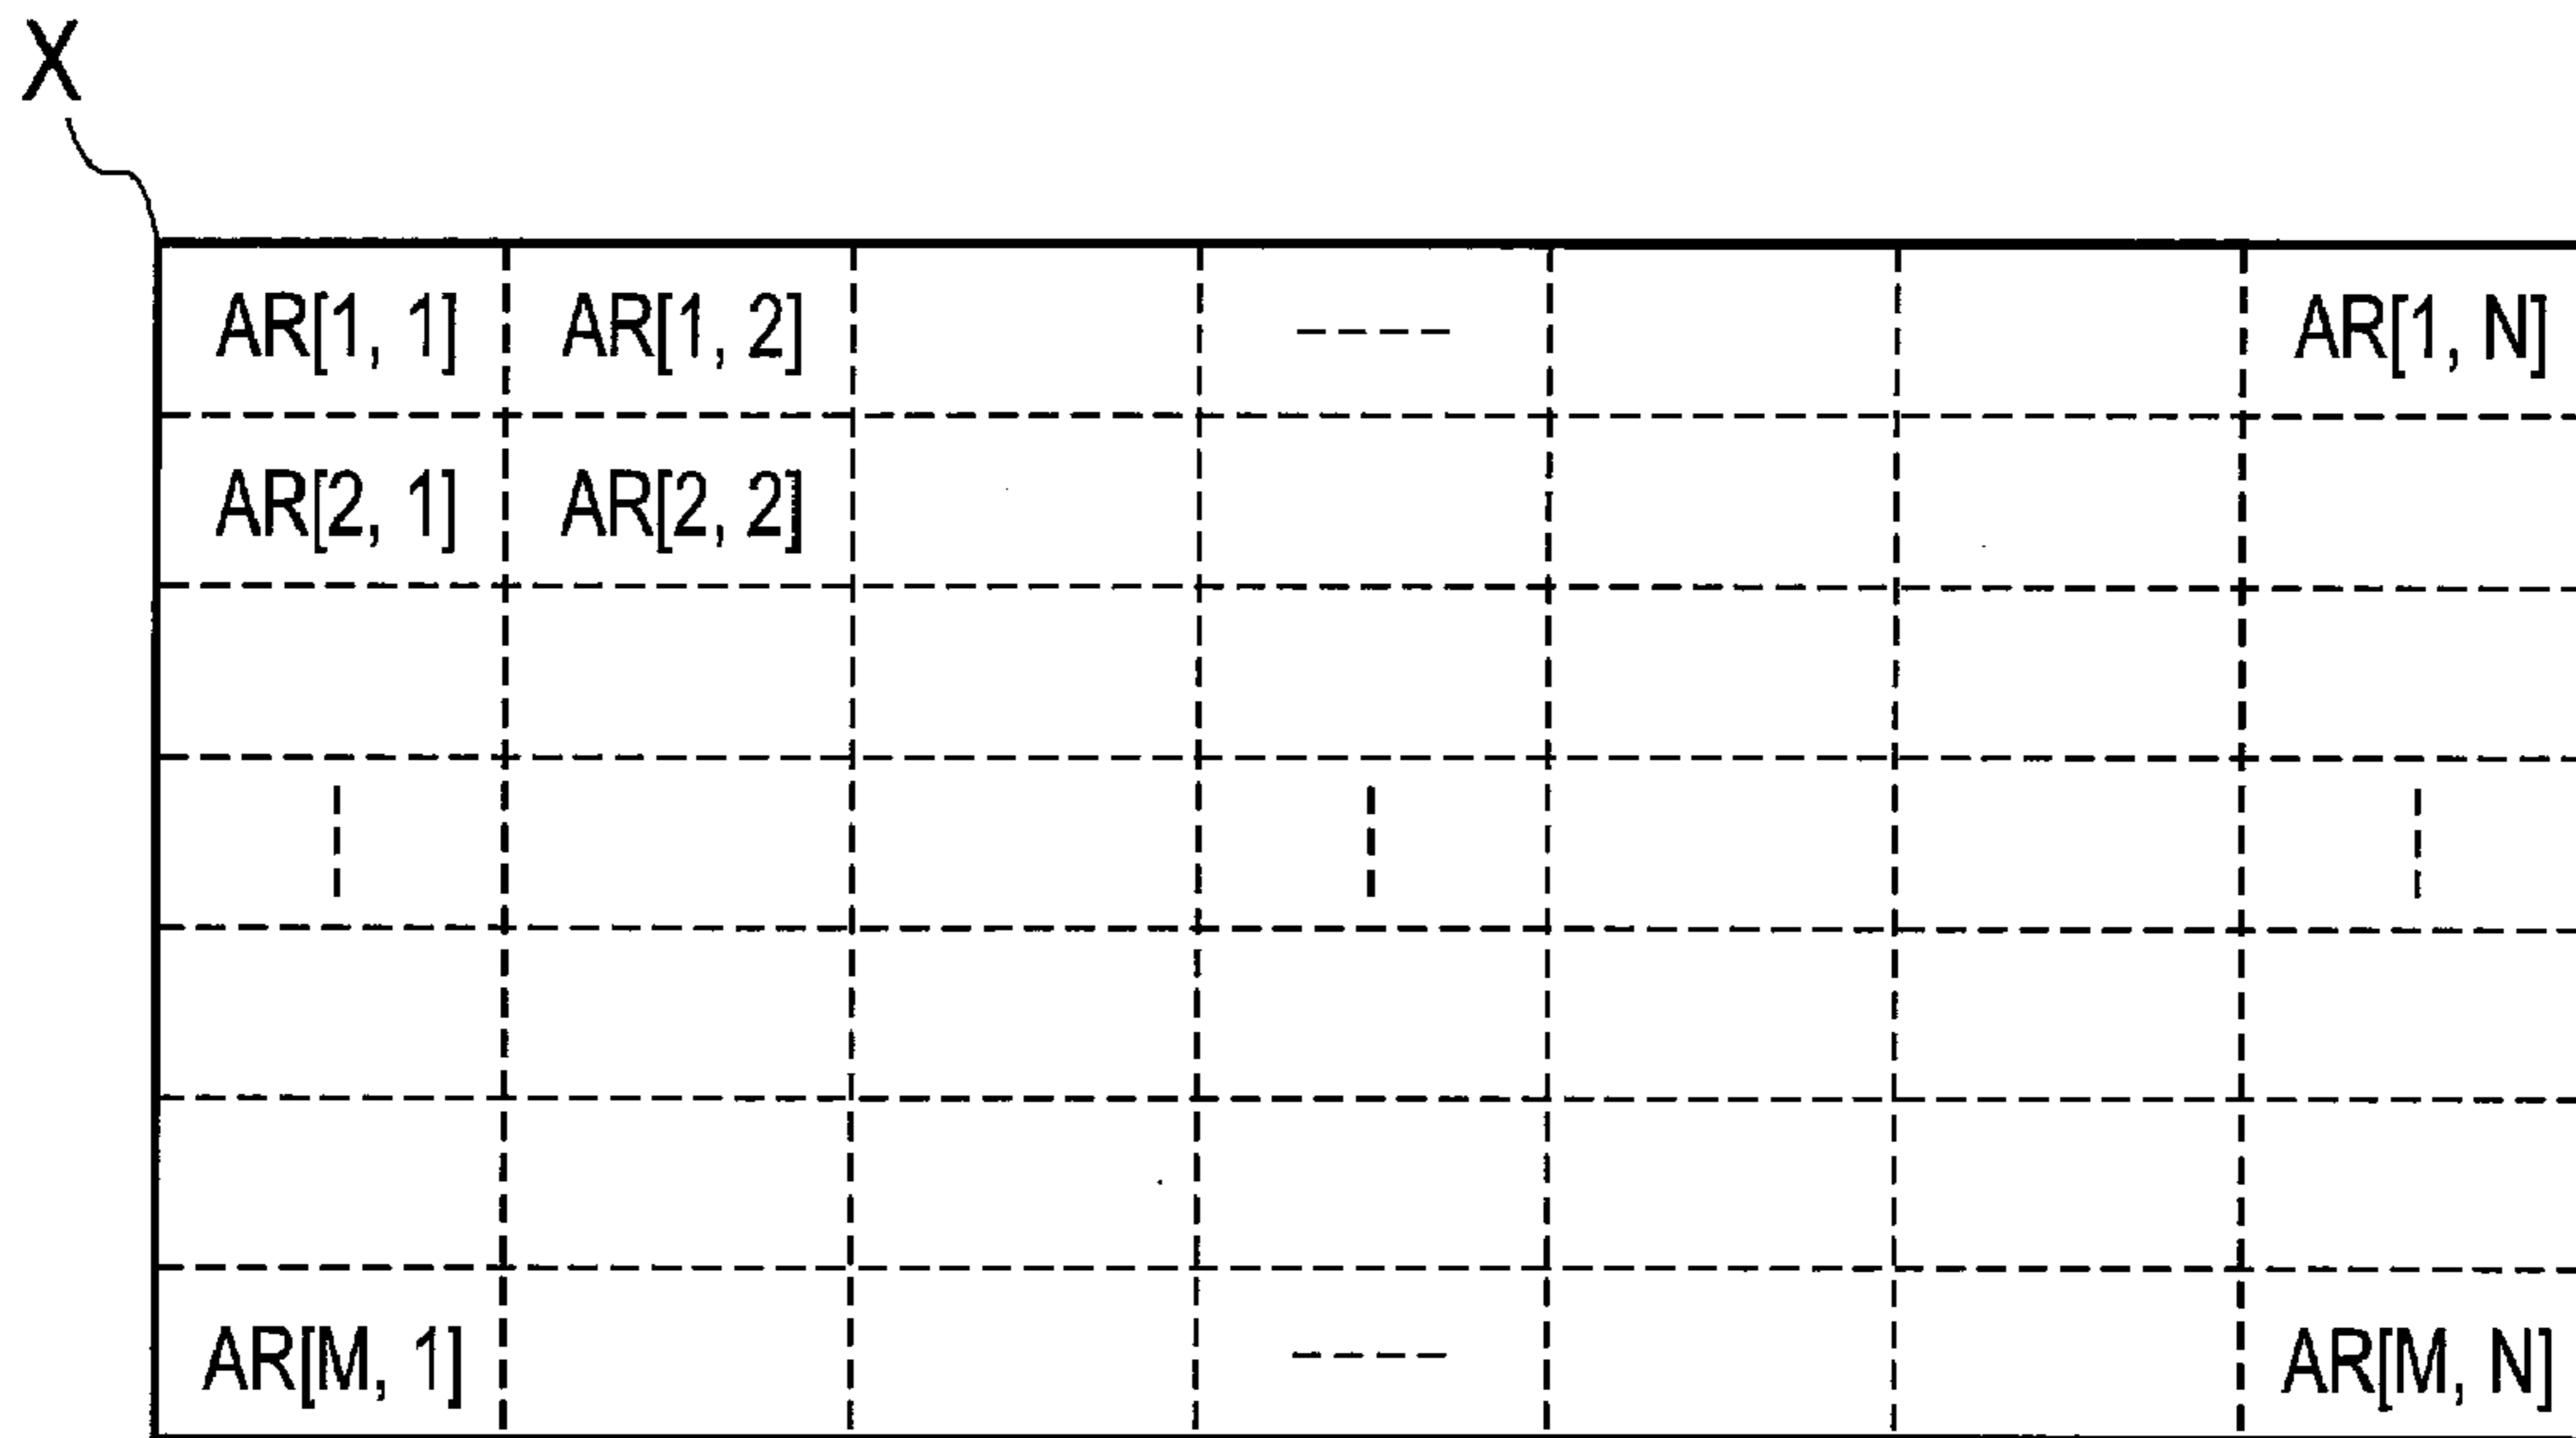 X
AR[1, 1] AR[1, 2] AR[1, N]
AR[2, 1] AR[2, 2]
AR[M, 1] AR[M, N]